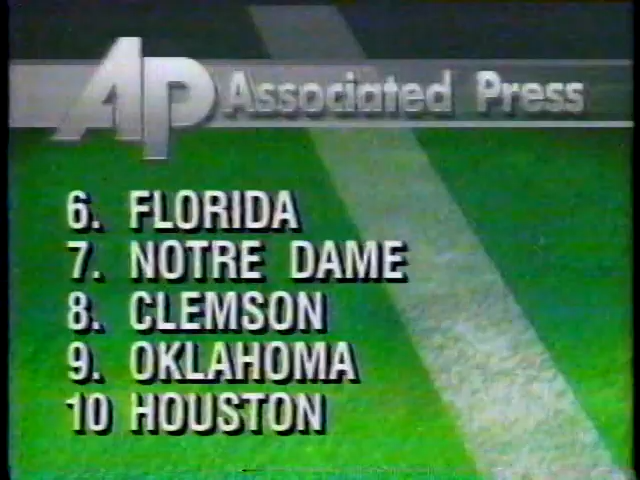 AP Associated Press
6. FLORIDA
7. NOTRE DAME
8. CLEMSON
9. OKLAHOMA
10 HOUSTON